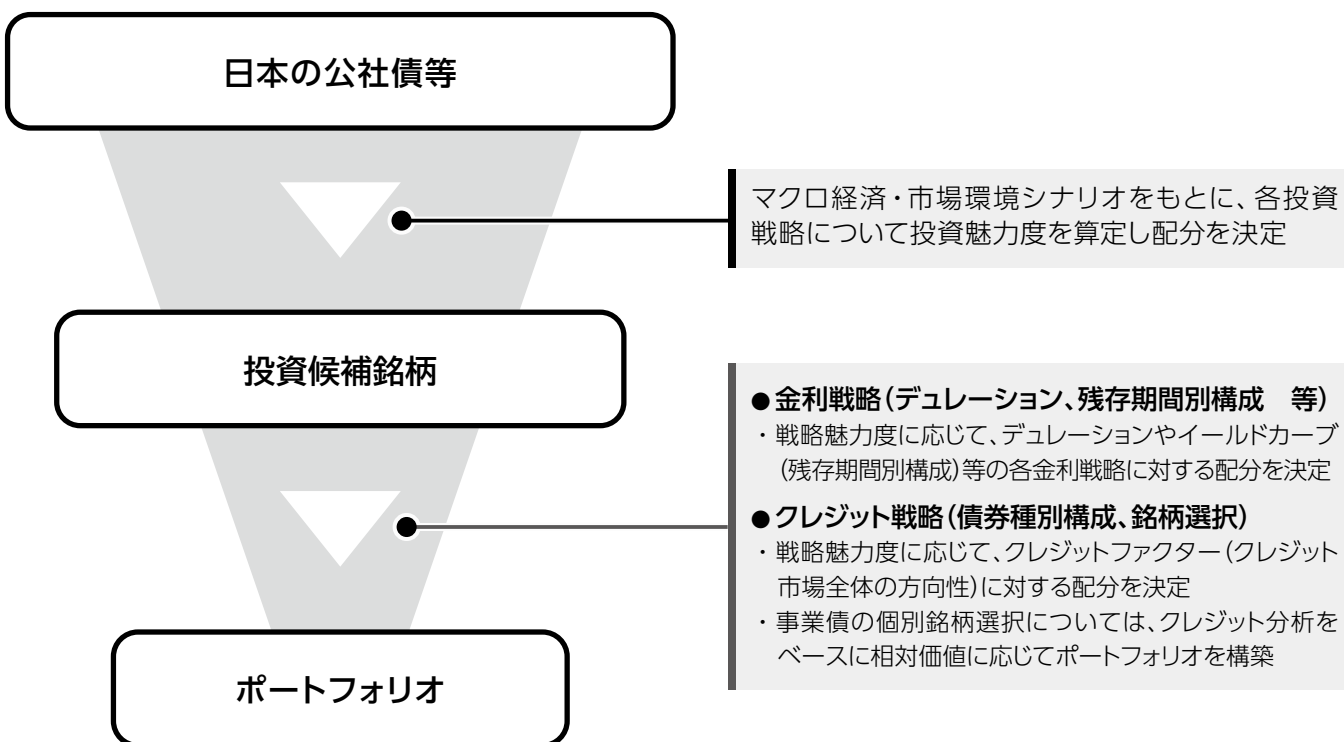 日本の公社債等
マクロ経済・市場環境シナリオをもとに、各投資
戦略について投資魅力度を算定し配分を決定
投資候補銘柄
●金利戦略(デュレーション、残存期間別構成　等)
・戦略魅力度に応じて、デュレーションやイールドカーブ
(残存期間別構成)等の各金利戦略に対する配分を決定
●クレジット戦略(債券種別構成、銘柄選択)
・戦略魅力度に応じて、クレジットファクター(クレジット
市場全体の方向性)に対する配分を決定
・事業債の個別銘柄選択については、クレジット分析を
ベースに相対価値に応じてポートフォリオを構築
ポートフォリオ